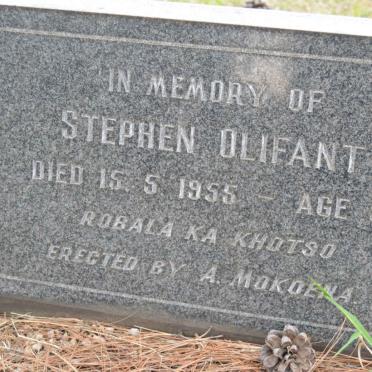 IN MEMORY OF
STEPHEN OLIFANT
DIED 15. 5. 1955 – AGE
ROBALA KA KHOTSO
ERECTED BY A. MOKOENA